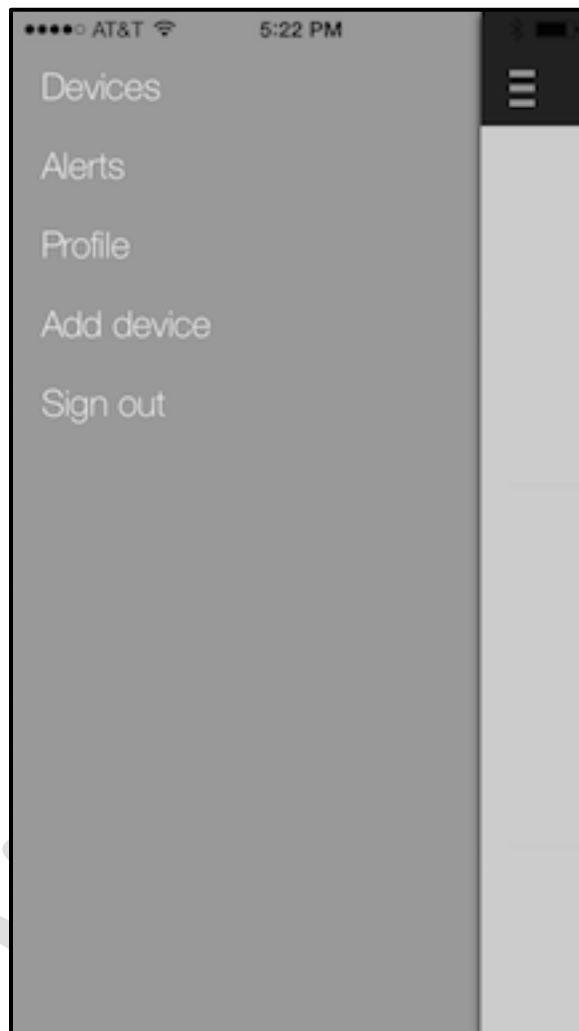 AT&T 5:22 PM
Devices
Alerts
Profile
Add device
Sign out